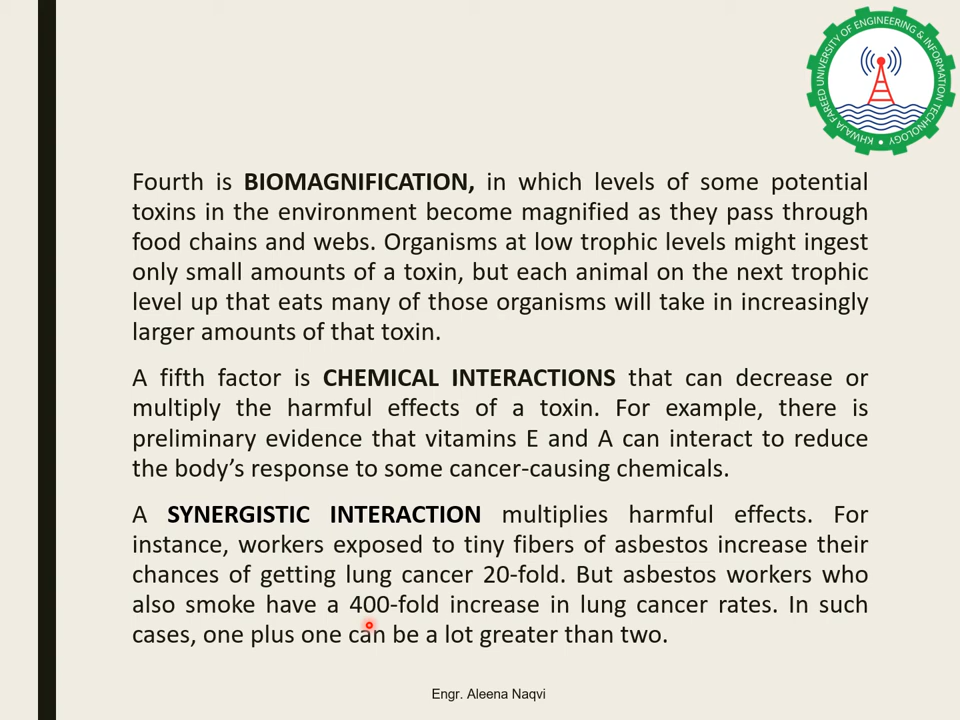 KHWAJA FAREED UNIVERSITY OF ENGINEERING & INFORMATION TECHNOLOGY
Fourth is BIOMAGNIFICATION, in which levels of some potential
toxins in the environment become magnified as they pass through
food chains and webs. Organisms at low trophic levels might ingest
only small amounts of a toxin, but each animal on the next trophic
level up that eats many of those organisms will take in increasingly
larger amounts of that toxin.
A fifth factor is CHEMICAL INTERACTIONS that can decrease or
multiply the harmful effects of a toxin. For example, there is
preliminary evidence that vitamins E and A can interact to reduce
the body’s response to some cancer-causing chemicals.
A SYNERGISTIC INTERACTION multiplies harmful effects. For
instance, workers exposed to tiny fibers of asbestos increase their
chances of getting lung cancer 20-fold. But asbestos workers who
also smoke have a 400-fold increase in lung cancer rates. In such
cases, one plus one can be a lot greater than two.
Engr. Aleena Naqvi